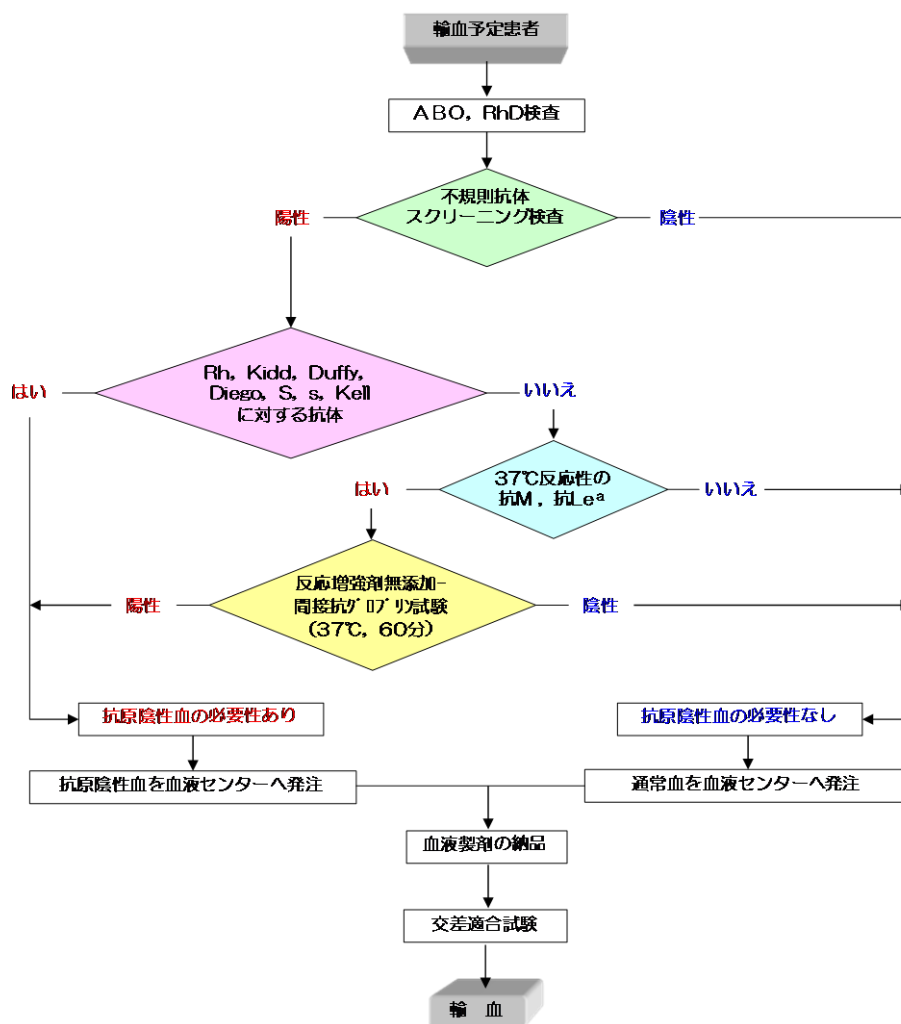 輸血予定患者
ABO，RhD検査
不規則抗体
スクリーニング検査
陽性
陰性
Rh，Kidd，Duffy，
Diego，S，s，Kell
に対する抗体
はい
いいえ
37℃反応性の
抗M，抗Leª
はい
いいえ
反応増強剤無添加-
間接抗ｸﾞﾛﾌﾞﾘﾝ試験
(37℃，60分)
陽性
陰性
抗原陰性血の必要性あり
抗原陰性血の必要性なし
抗原陰性血を血液センターへ発注
通常血を血液センターへ発注
血液製剤の納品
交差適合試験
輸 血